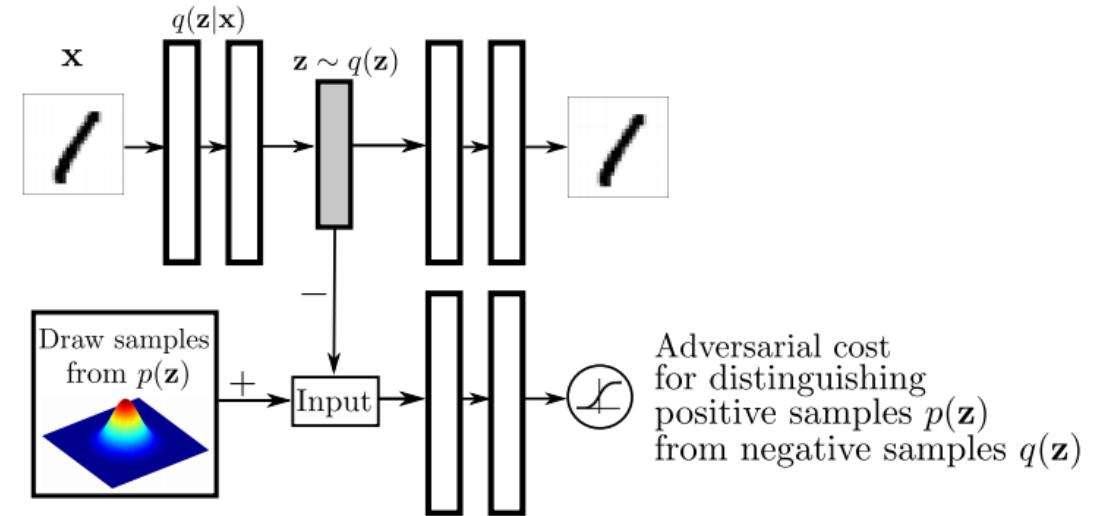 q(z|x)
x
z ∼ q(z)
−
Draw samples
from p(z)
+
Input
Adversarial cost
for distinguishing
positive samples p(z)
from negative samples q(z)